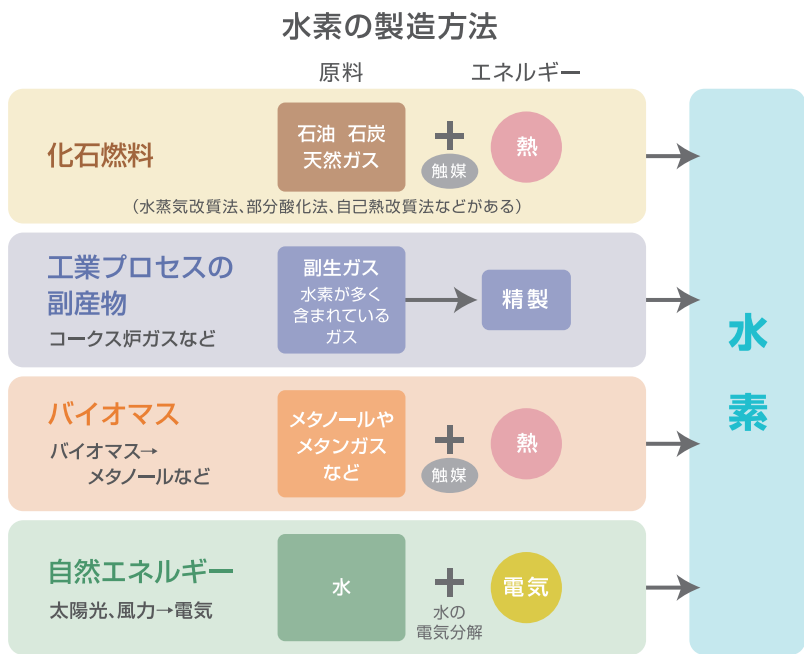 水素の製造方法
原料
エネルギー
化石燃料
石油 石炭
天然ガス
＋
触媒
熱
（水蒸気改質法、部分酸化法、自己熱改質法などがある）
工業プロセスの
副産物
コークス炉ガスなど
副生ガス
水素が多く
含まれている
ガス
精製
バイオマス
バイオマス→
メタノールなど
メタノールや
メタンガス
など
＋
触媒
熱
自然エネルギー
太陽光、風力→電気
水
＋
水の
電気分解
電気
水素